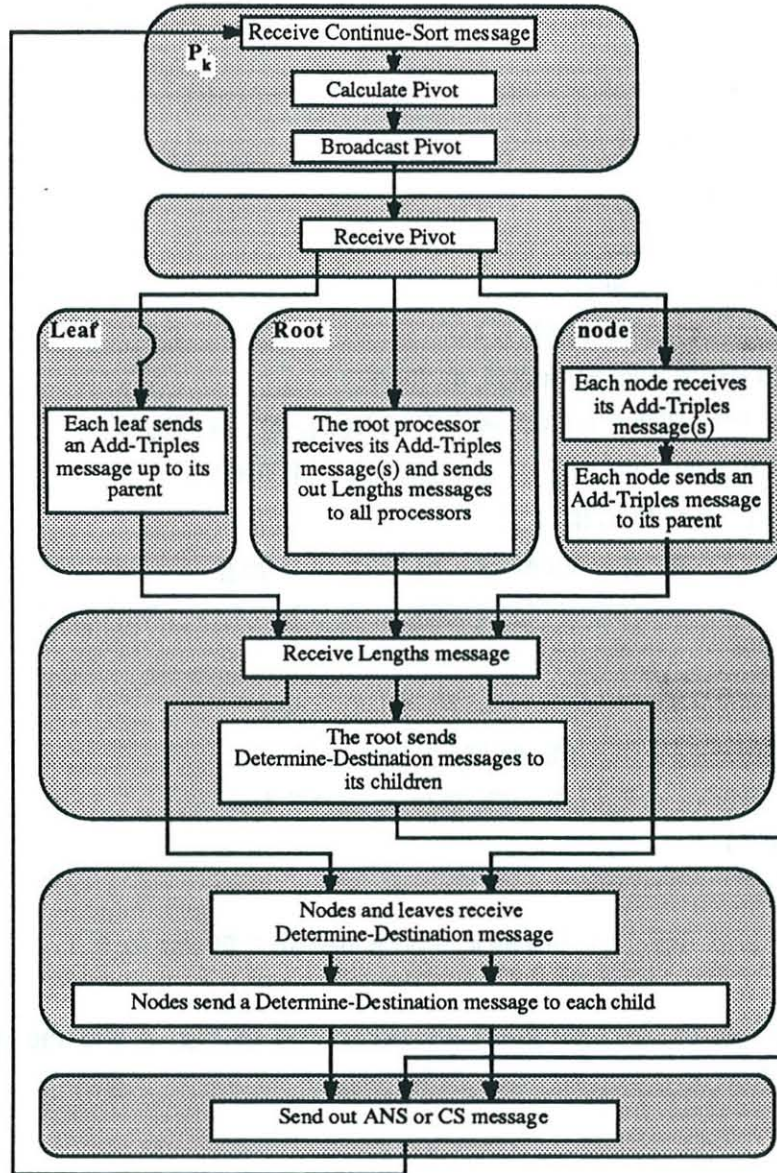 Receive Continue-Sort message
P k
Calculate Pivot
Broadcast Pivot
Receive Pivot
Leaf
Root
node
Each leaf sends
an Add-Triples
message up to its
parent
The root processor
receives its Add-Triples
message(s) and sends
out Lengths messages
to all processors
Each node receives
its Add-Triples
message(s)
Each node sends an
Add-Triples message
to its parent
Receive Lengths message
The root sends
Determine-Destination messages to
its children
Nodes and leaves receive
Determine-Destination message
Nodes send a Determine-Destination message to each child
Send out ANS or CS message